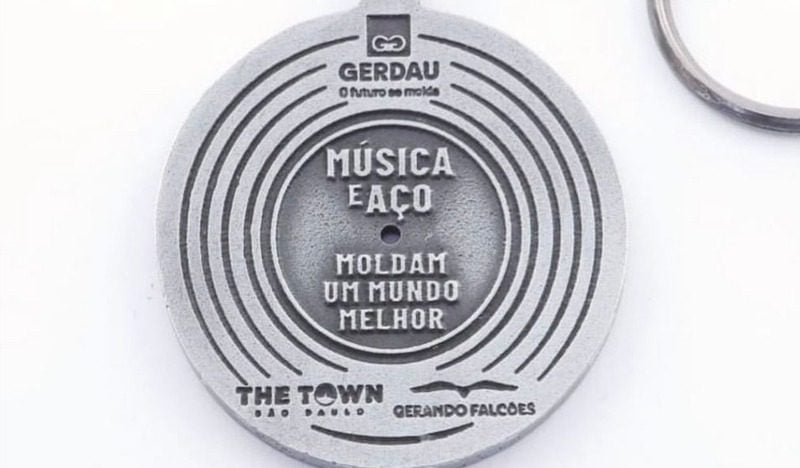 GERDAU
O futuro se molda
MÚSICA
E AÇO
MOLDAM
UM MUNDO
MELHOR
THE TOWN
SÃO PAULO
GERANDO FALCÕES